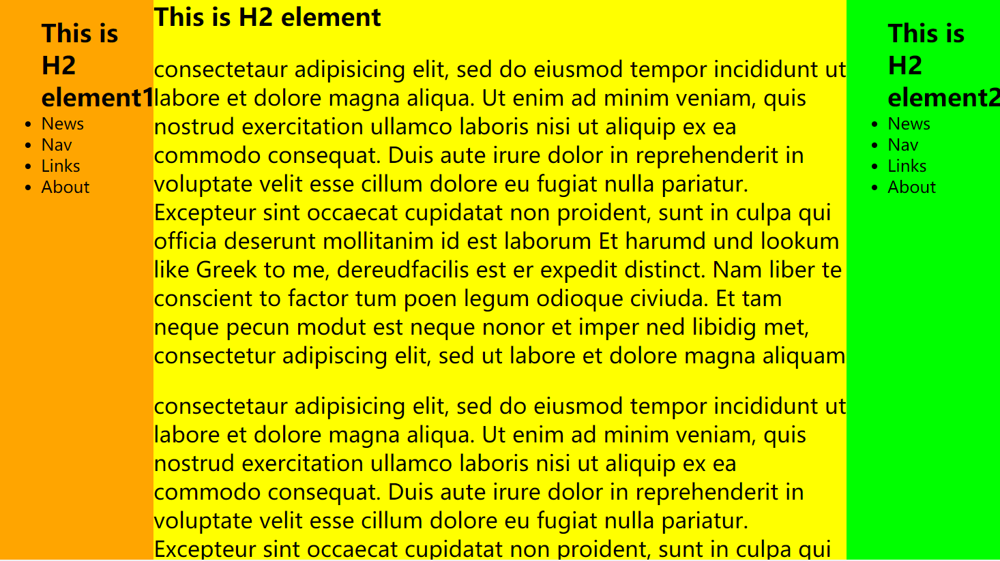 This is
H2
element1
• News
• Nav
• Links
• About
This is H2 element
consectetaur adipisicing elit, sed do eiusmod tempor incididunt ut
labore et dolore magna aliqua. Ut enim ad minim veniam, quis
nostrud exercitation ullamco laboris nisi ut aliquip ex ea
commodo consequat. Duis aute irure dolor in reprehenderit in
voluptate velit esse cillum dolore eu fugiat nulla pariatur.
Excepteur sint occaecat cupidatat non proident, sunt in culpa qui
officia deserunt mollitanim id est laborum Et harumd und lookum
like Greek to me, dereudfacilis est er expedit distinct. Nam liber te
conscient to factor tum poen legum odioque civiuda. Et tam
neque pecun modut est neque nonor et imper ned libidig met,
consectetur adipiscing elit, sed ut labore et dolore magna aliquam
consectetaur adipisicing elit, sed do eiusmod tempor incididunt ut
labore et dolore magna aliqua. Ut enim ad minim veniam, quis
nostrud exercitation ullamco laboris nisi ut aliquip ex ea
commodo consequat. Duis aute irure dolor in reprehenderit in
voluptate velit esse cillum dolore eu fugiat nulla pariatur.
Excepteur sint occaecat cupidatat non proident, sunt in culpa qui
This is
H2
element2
• News
• Nav
• Links
• About